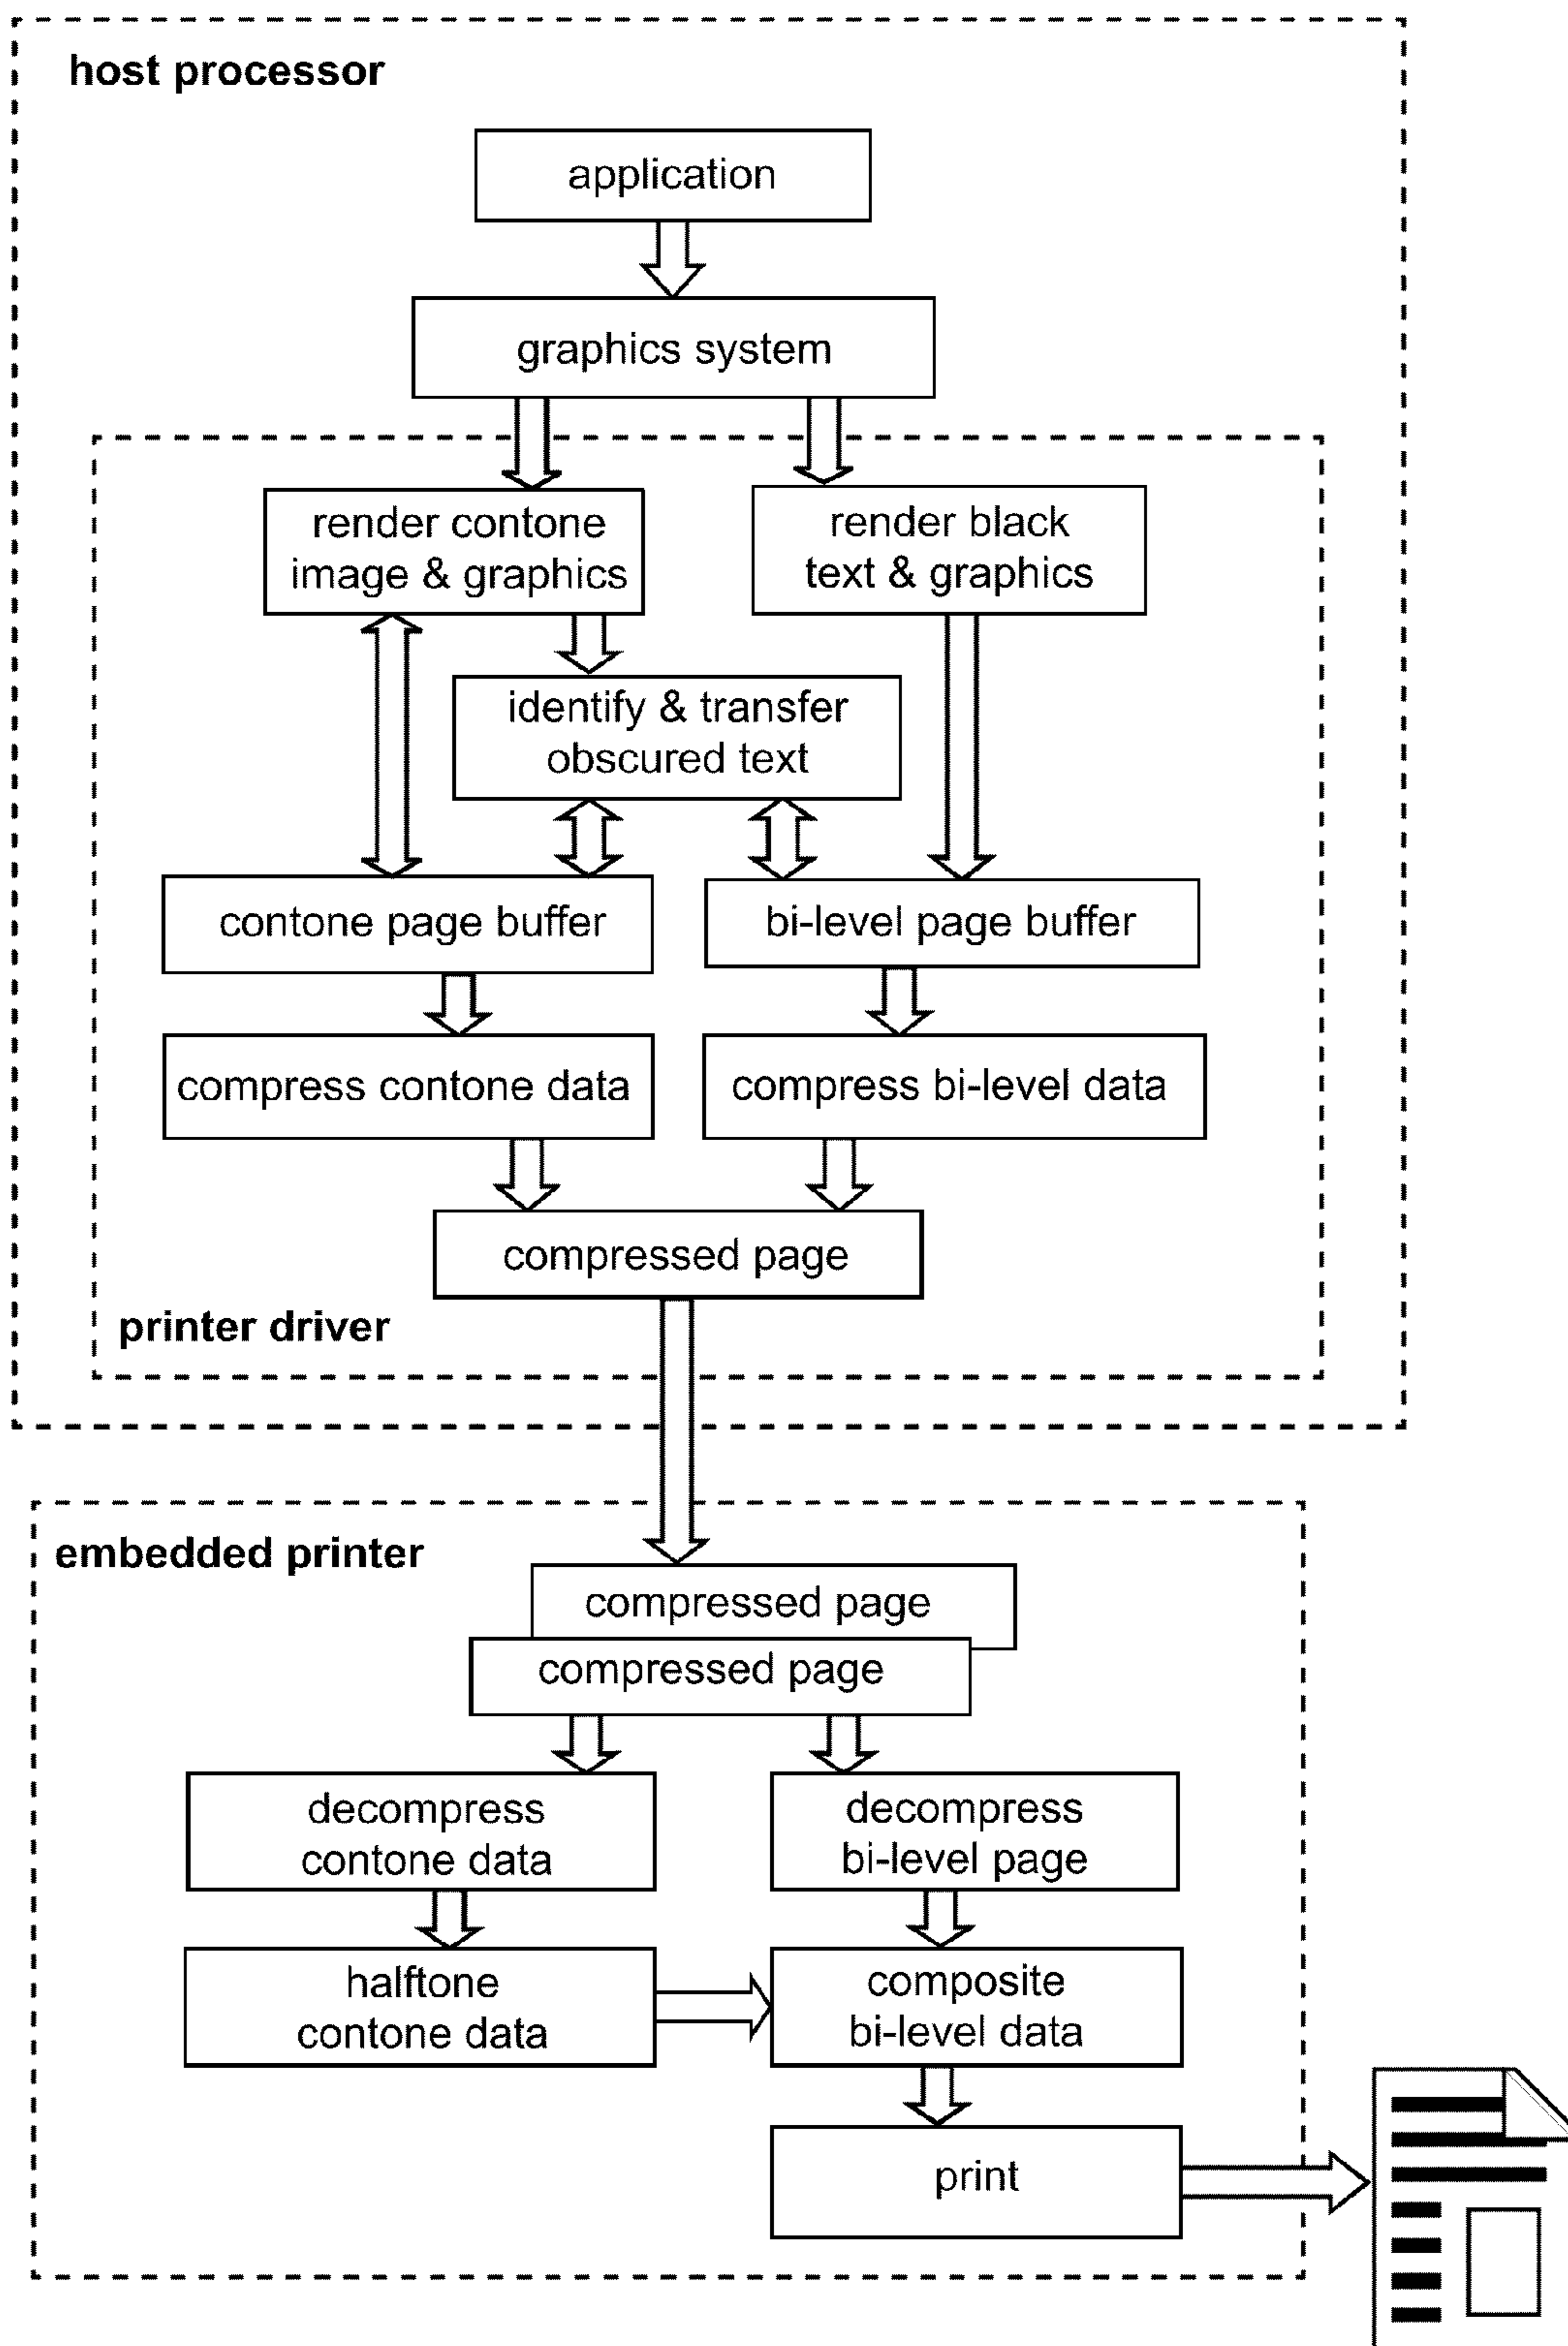 host processor
application
graphics system
render contone
image & graphics
render black
text & graphics
identify & transfer
obscured text
contone page buffer
bi-level page buffer
compress contone data
compress bi-level data
compressed page
printer driver
embedded printer
compressed page
compressed page
decompress
contone data
decompress
bi-level page
halftone
contone data
composite
bi-level data
print